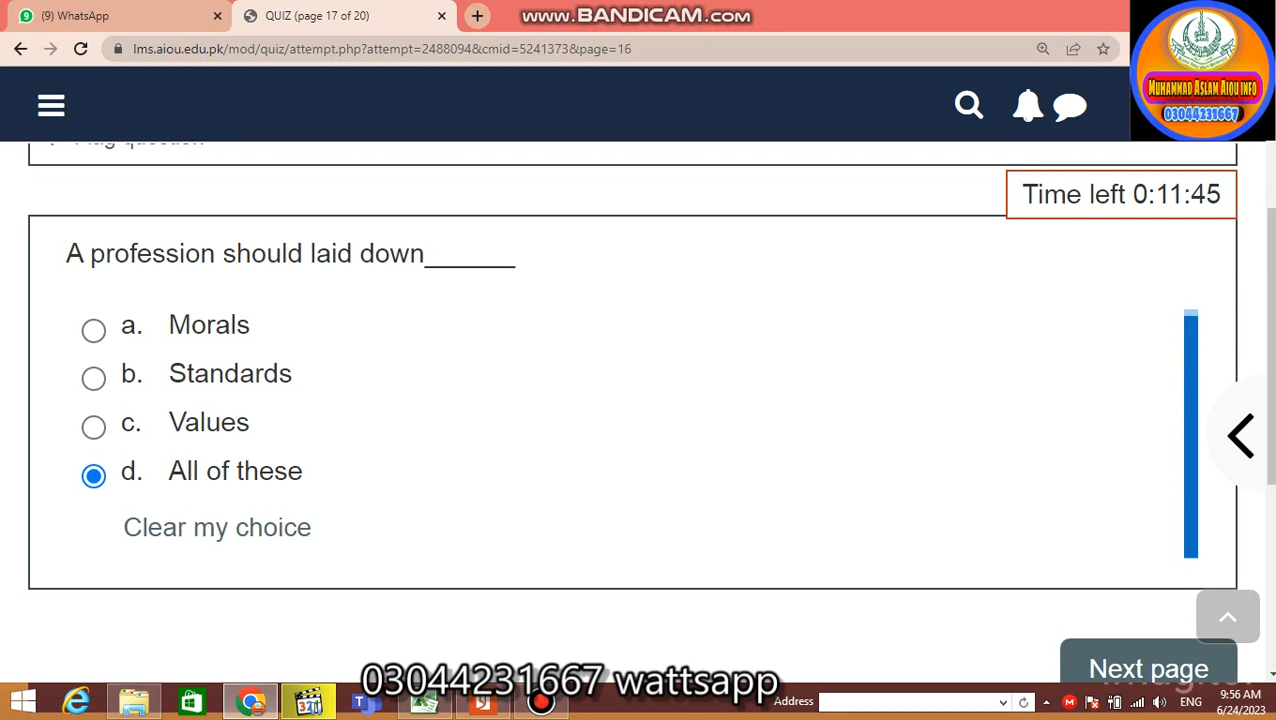 (9) WhatsApp
QUIZ (page 17 of 20)
www.BANDICAM.com
lms.aiou.edu.pk/mod/quiz/attempt.php?attempt=2488094&cmid=5241373&page=16
MUHAMMAD ASLAM AIOU INFO
03044231667
Flag question
Time left 0:11:45
A profession should laid down______
a. Morals
b. Standards
c. Values
d. All of these
Clear my choice
Next page
03044231667 wattsapp
Address
ENG
9:56 AM
6/24/2023